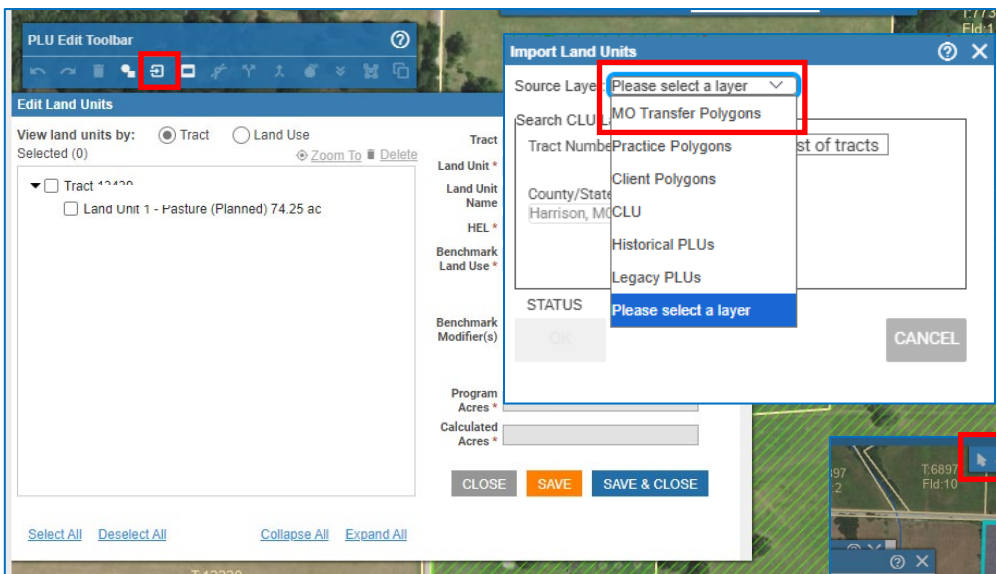 T:773
Fld:1
PLU Edit Toolbar
Edit Land Units
View land units by: Tract Land Use
Selected (0) Zoom To Delete
Tract
Land Unit 1 - Pasture (Planned) 74.25 ac
Select All Deselect All Collapse All Expand All
Tract
Land Unit *
Land Unit
Name
HEL *
Benchmark
Land Use *
Benchmark
Modifier(s)
Program
Acres *
Calculated
Acres *
CLOSE SAVE SAVE & CLOSE
Import Land Units
Source Layer: Please select a layer
MO Transfer Polygons
Practice Polygons
Client Polygons
CLU
Historical PLUs
Legacy PLUs
Please select a layer
Search CLU
Tract Numbe st of tracts
County/State
Harrison, MO
STATUS
OK CANCEL
T:6897
Fld:10
97
:2